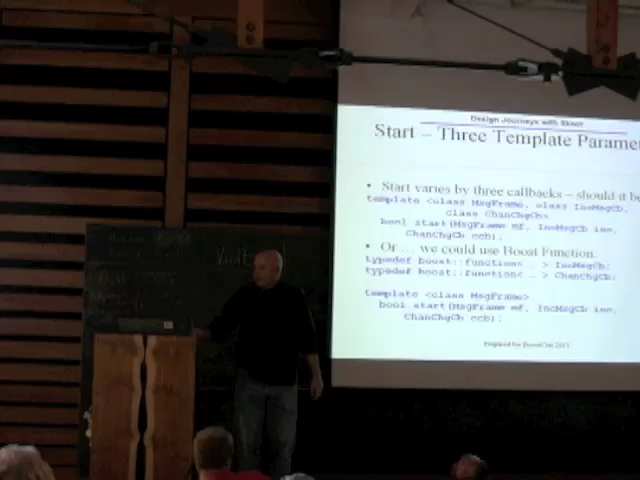 Design Journeys with Skoot
Start – Three Template Paramet
• Start varies by three callbacks – should it be
template <class MsgFrame, class IncMsgCb,
class ChanChgCb>
bool start(MsgFrame mf, IncMsgCb inc,
ChanChgCb ccb);
• Or … we could use Boost Function:
typedef boost::function< … > IncMsgCb;
typedef boost::function< … > ChanChgCb;
template <class MsgFrame>
bool start(MsgFrame mf, IncMsgCb inc,
ChanChgCb ccb);
Prepared for BoostCon 2011